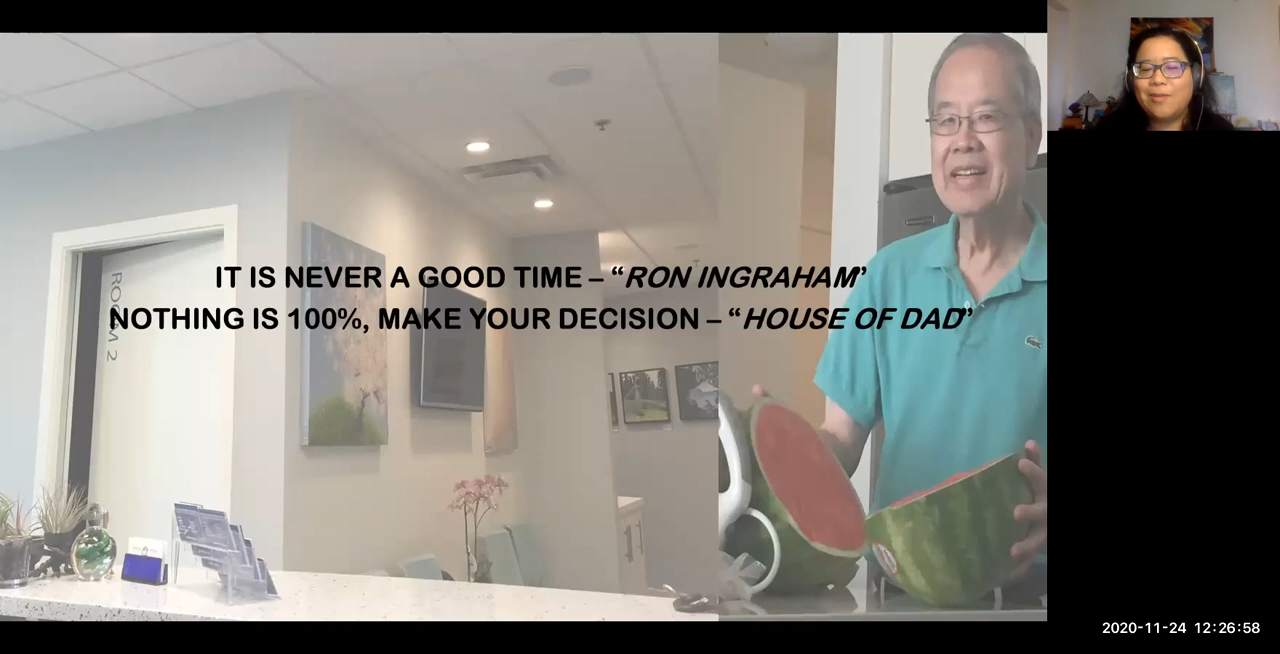 IT IS NEVER A GOOD TIME – “RON INGRAHAM”
NOTHING IS 100%, MAKE YOUR DECISION – “HOUSE OF DAD”
ROOM 2
2020-11-24 12:26:58